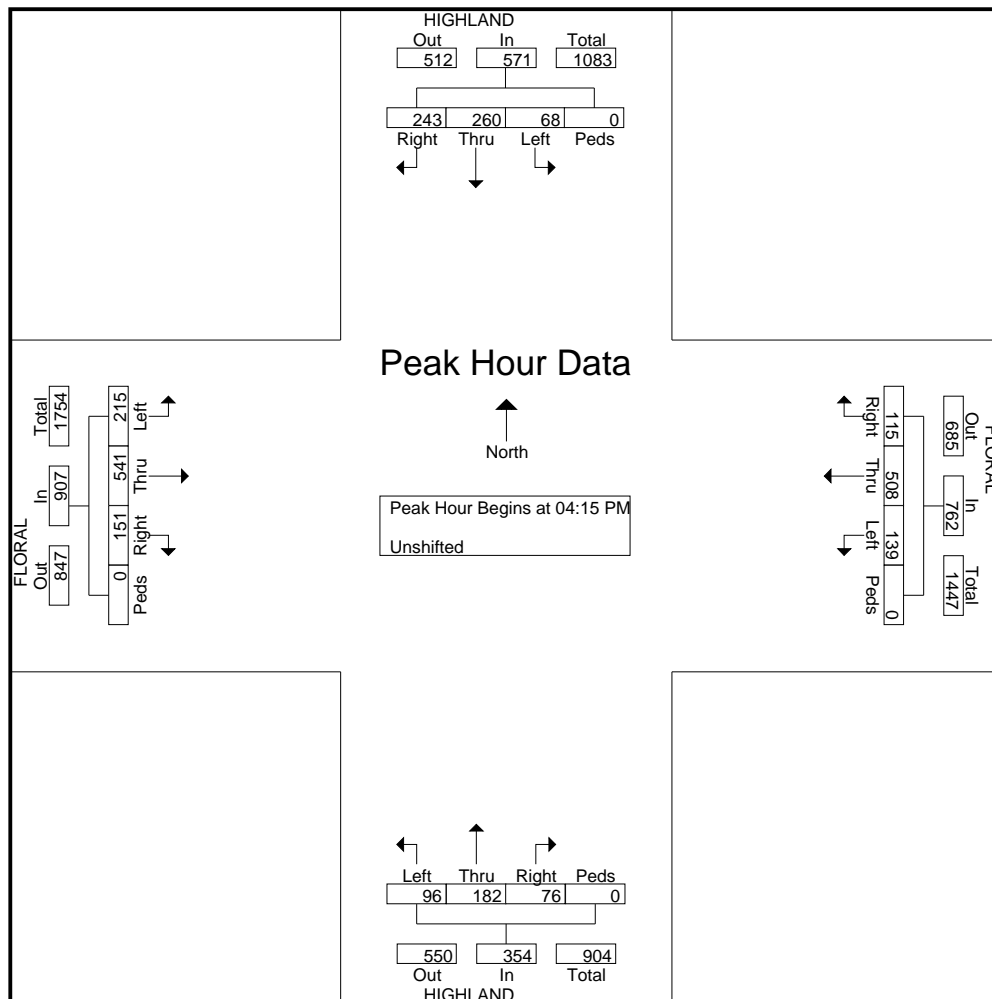 HIGHLAND
Out In Total
512 571 1083
243 260 68 0
Right Thru Left Peds
Peak Hour Data
North
Peak Hour Begins at 04:15 PM
Unshifted
FLORAL
Out In Total
847 907 1754
Left Thru Right Peds
215 541 151 0
FLORAL
Out In Total
685 762 1447
Right Thru Left Peds
115 508 139 0
Left Thru Right Peds
96 182 76 0
550 354 904
Out In Total
HIGHLAND